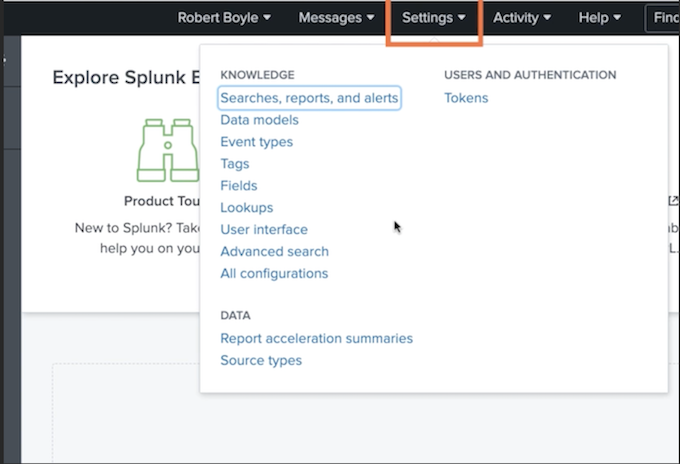 Robert Boyle Messages Settings Activity Help Find
Explore Splunk E
KNOWLEDGE
Searches, reports, and alerts
Data models
Event types
Tags
Fields
Lookups
User interface
Advanced search
All configurations
DATA
Report acceleration summaries
Source types
USERS AND AUTHENTICATION
Tokens
Product Tou
New to Splunk? Take
help you on you